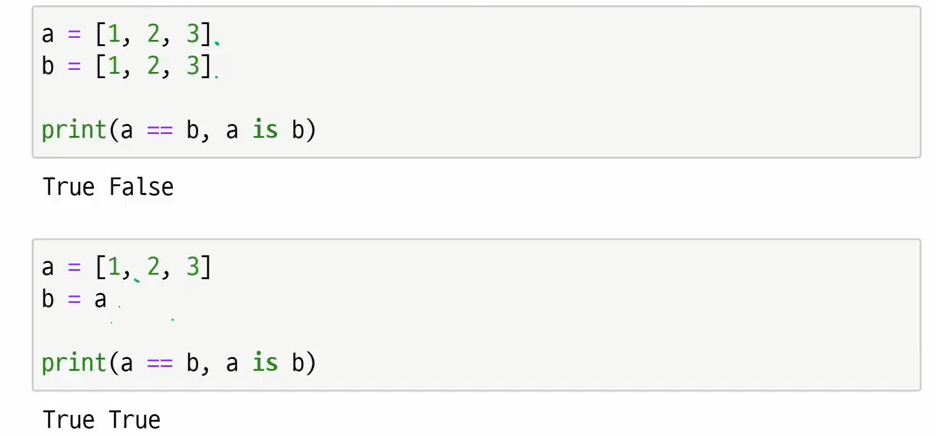 a = [1, 2, 3]
b = [1, 2, 3]
print(a == b, a is b)
True False
a = [1, 2, 3]
b = a
print(a == b, a is b)
True True